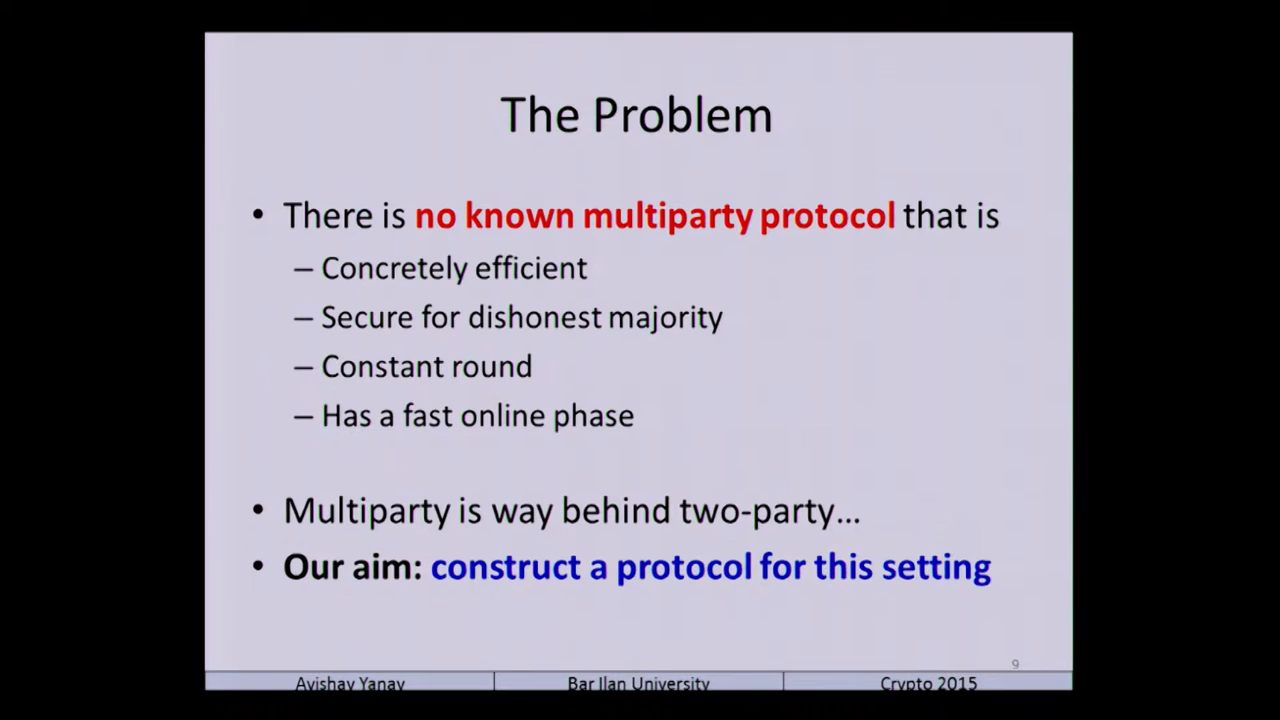 The Problem
• There is no known multiparty protocol that is
– Concretely efficient
– Secure for dishonest majority
– Constant round
– Has a fast online phase
• Multiparty is way behind two-party…
• Our aim: construct a protocol for this setting
9
Avishay Yanay
Bar Ilan University
Crypto 2015